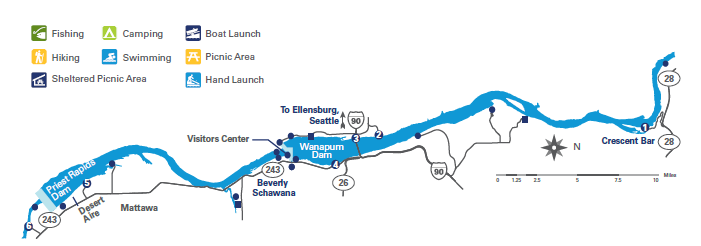 Fishing
Camping
Boat Launch
Hiking
Swimming
Picnic Area
Sheltered Picnic Area
Hand Launch
To Ellensburg,
Seattle
90
28
Visitors Center
Wanapum
Dam
3
2
1
Crescent Bar
28
N
4
243
Beverly
Schawana
26
90
0 1.25 2.5 5 7.5 10 Miles
Priest Rapids
Dam
5
Desert
Aire
Mattawa
243
6